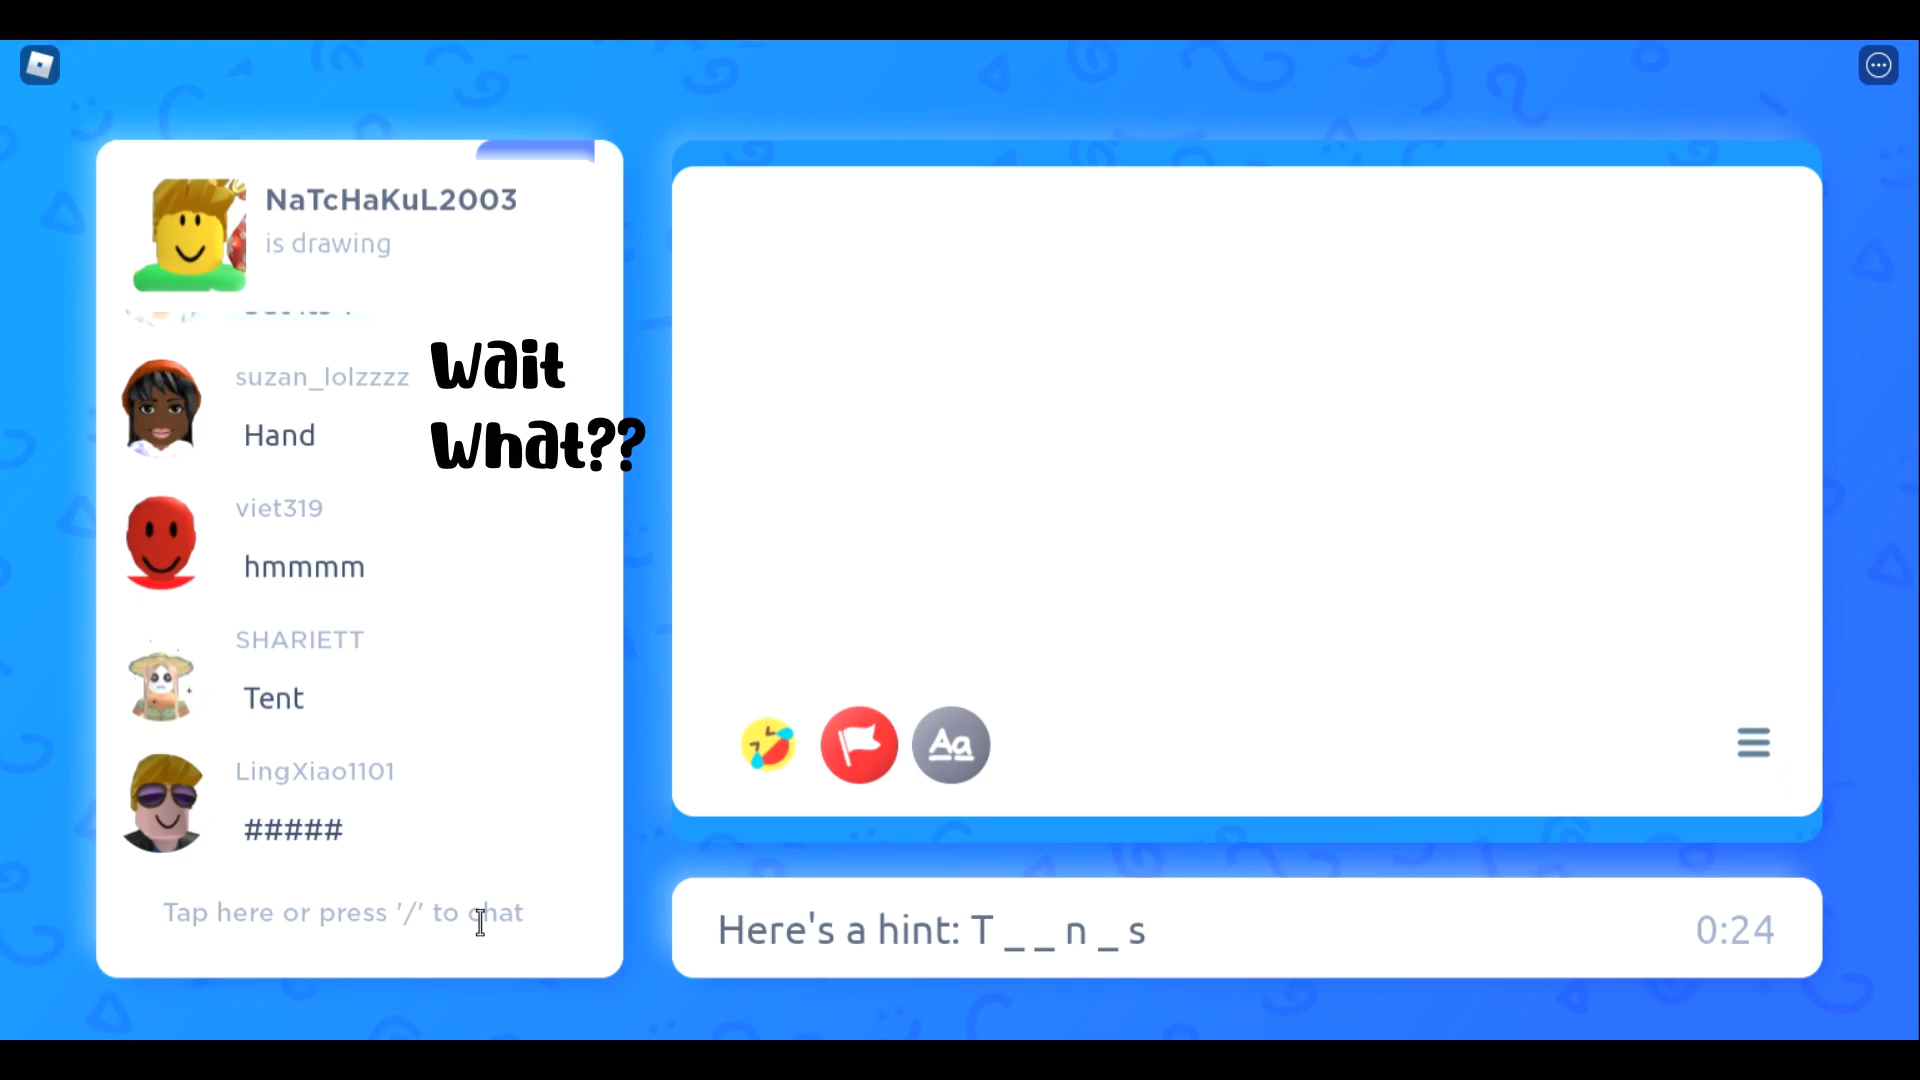 NaTcHaKuL2003
is drawing
suzan_lolzzzz
Hand
Wait
What??
viet319
hmmmm
SHARIETT
Tent
LingXiao1101
#####
Tap here or press '/' to chat
Aa
Here's a hint: T _ _ n _ s
0:24